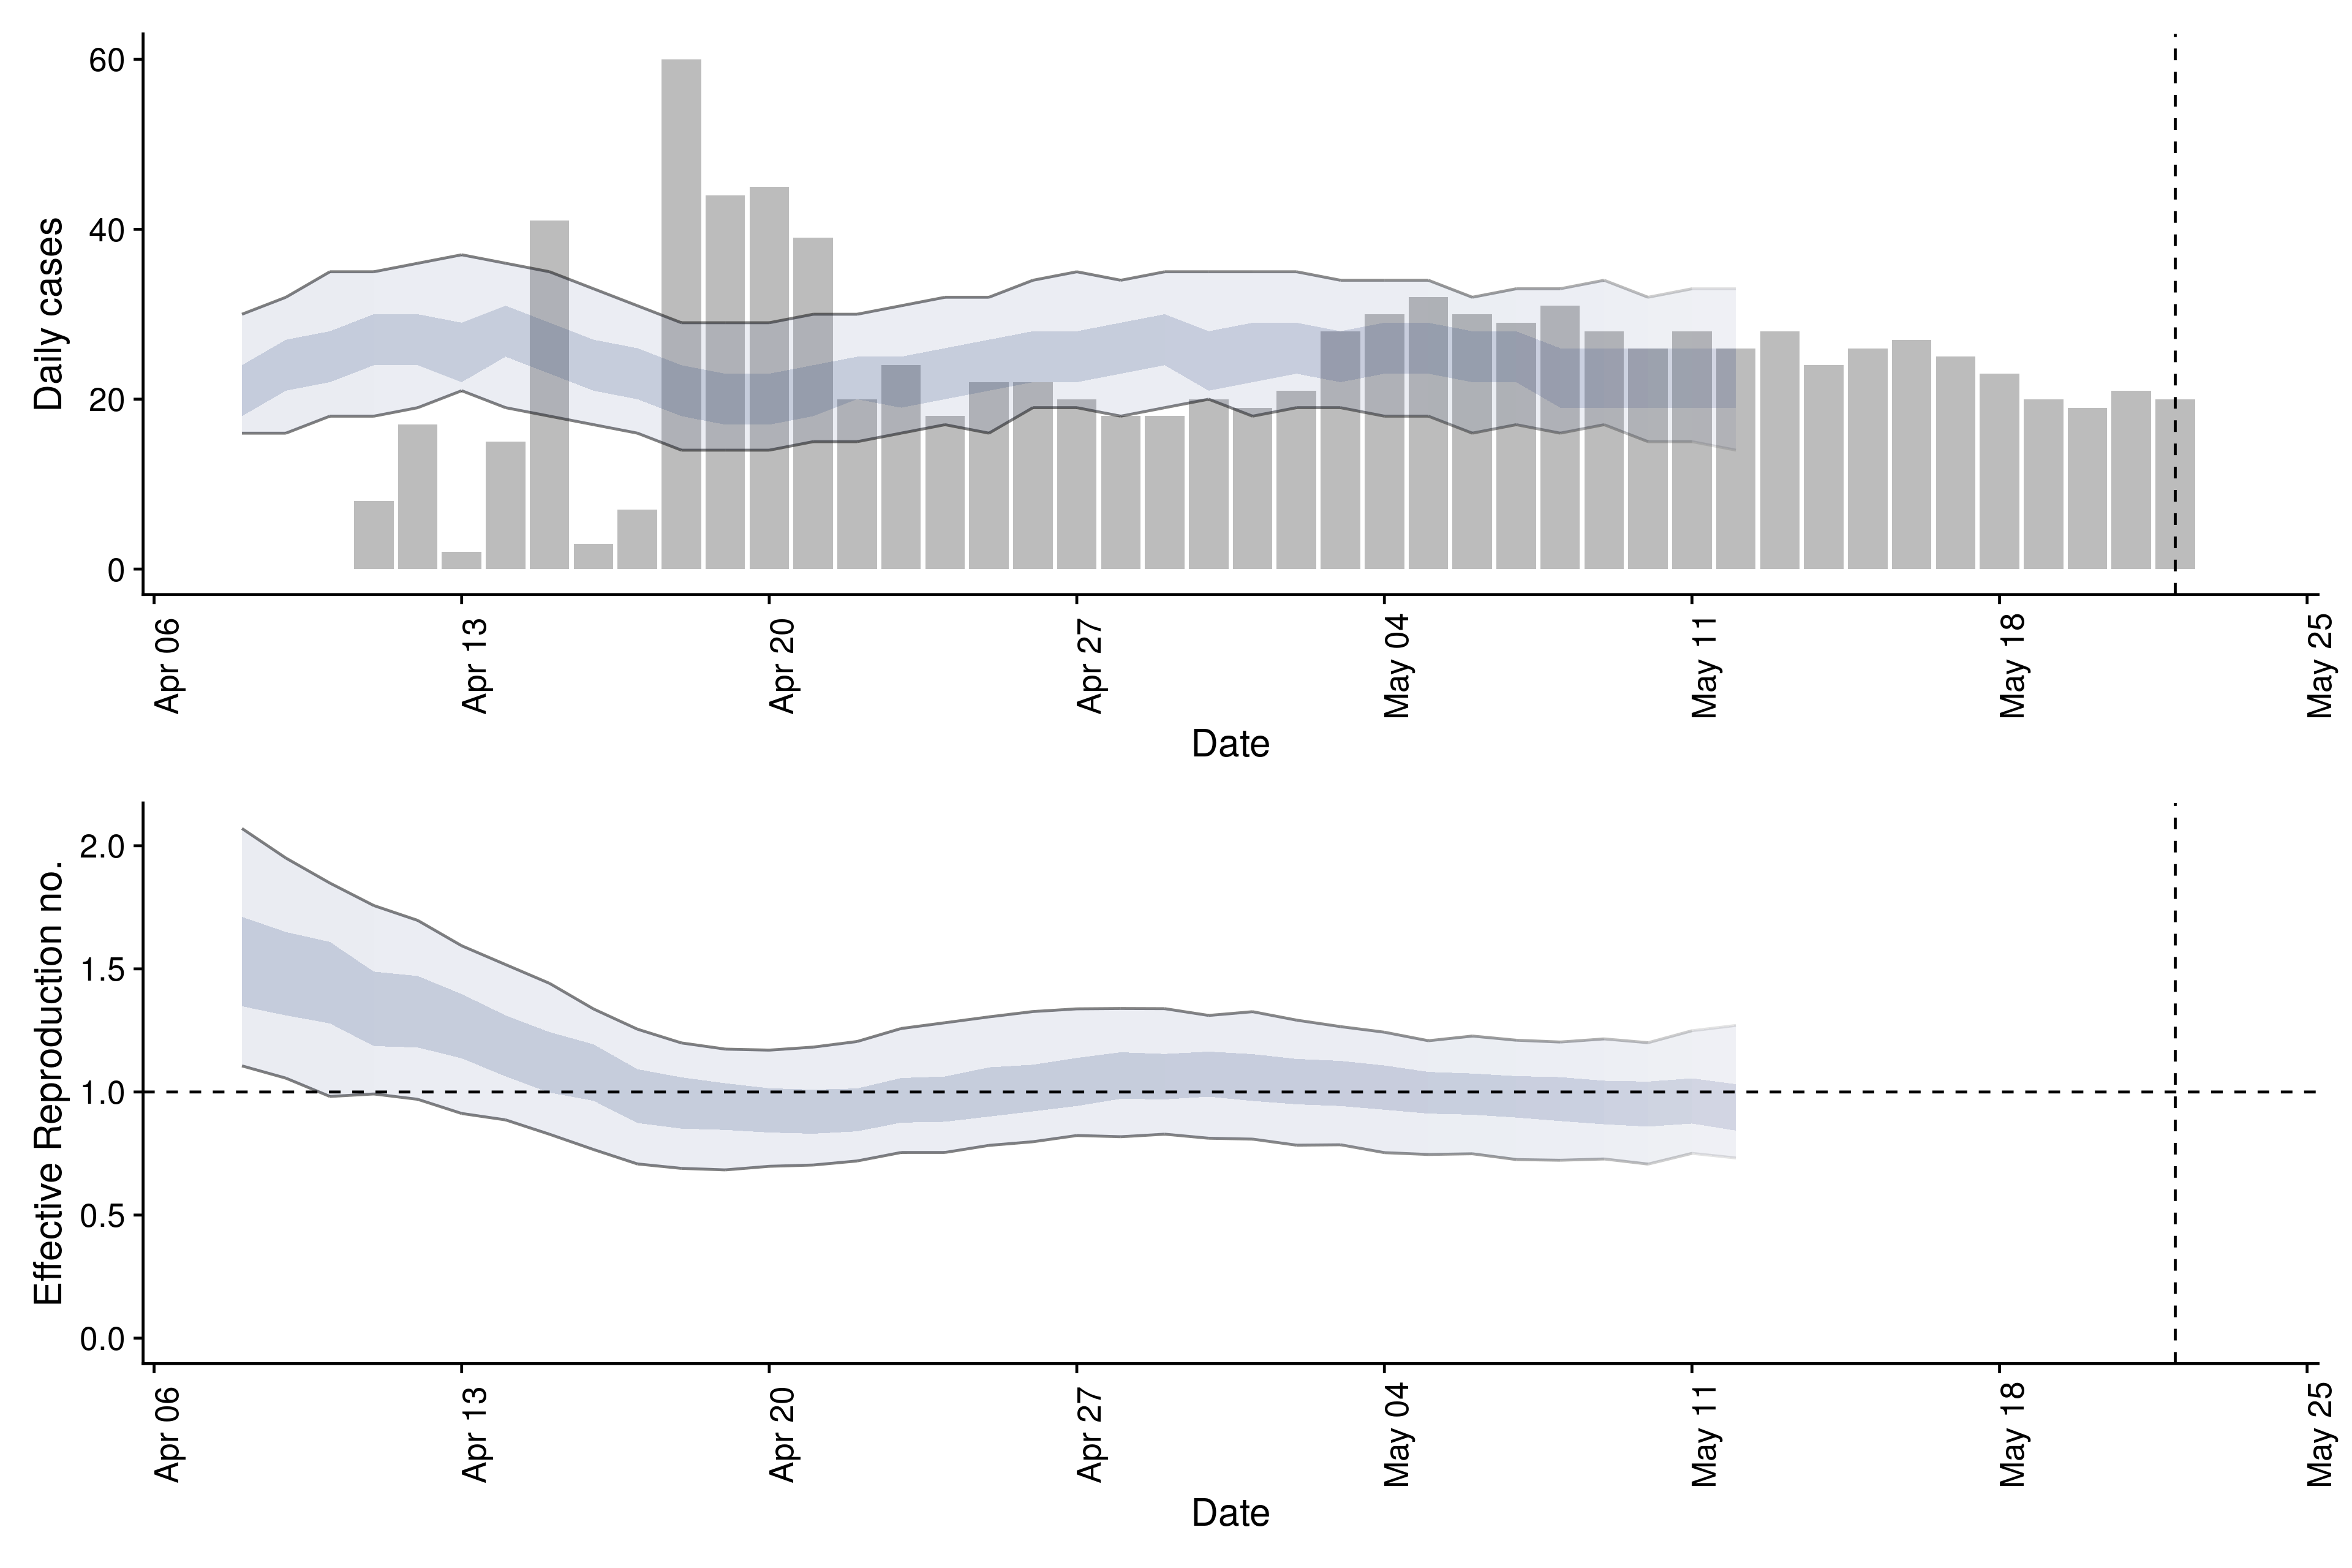 Daily cases
60
40
20
0
Apr 06
Apr 13
Apr 20
Apr 27
May 04
May 11
May 18
May 25
Date
Effective Reproduction no.
2.0
1.5
1.0
0.5
0.0
Apr 06
Apr 13
Apr 20
Apr 27
May 04
May 11
May 18
May 25
Date